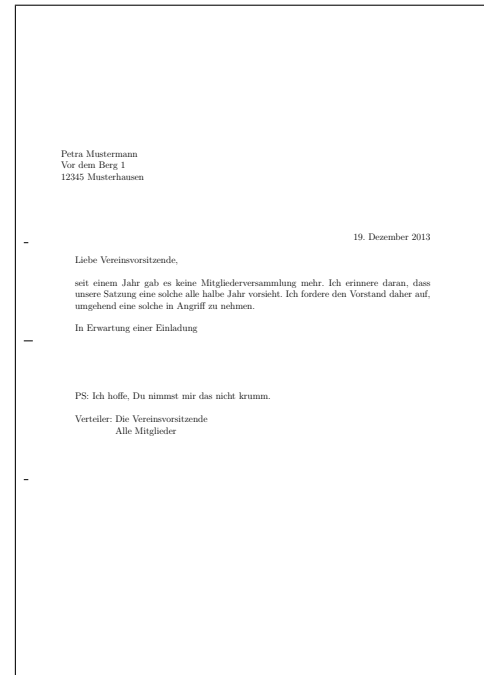 Petra Mustermann
Vor dem Berg 1
12345 Musterhausen
19. Dezember 2013
Liebe Vereinsvorsitzende,
seit einem Jahr gab es keine Mitgliederversammlung mehr. Ich erinnere daran, dass
unsere Satzung eine solche alle halbe Jahr vorsieht. Ich fordere den Vorstand daher auf,
umgehend eine solche in Angriff zu nehmen.
In Erwartung einer Einladung
PS: Ich hoffe, Du nimmst mir das nicht krumm.
Verteiler: Die Vereinsvorsitzende
Alle Mitglieder